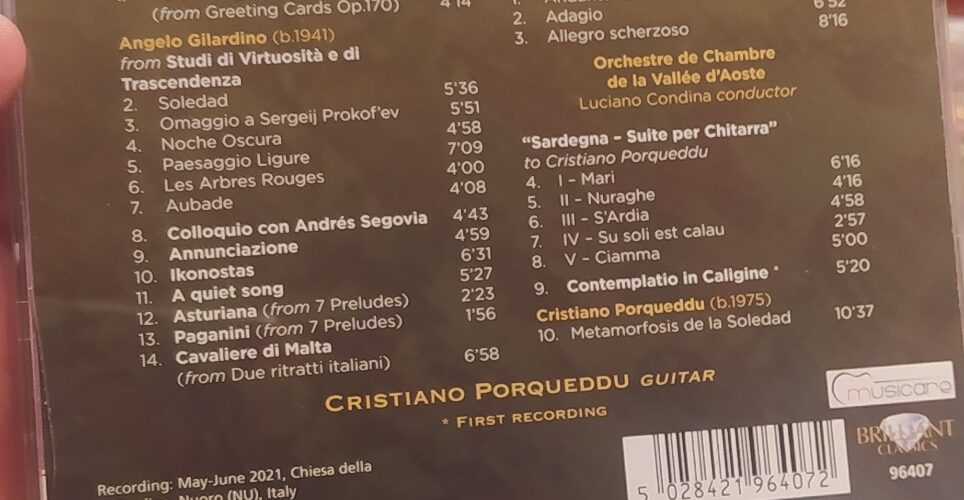 (from Greeting Cards Op.170) 4'14
Angelo Gilardino (b.1941)
from Studi di Virtuosità e di
Trascendenza
2. Soledad 5'36
3. Omaggio a Sergeij Prokof'ev 5'51
4. Noche Oscura 4'58
5. Paesaggio Ligure 7'09
6. Les Arbres Rouges 4'00
7. Aubade 4'08
8. Colloquio con Andrés Segovia 4'43
9. Annunciazione 4'59
10. Ikonostas 6'31
11. A quiet song 5'27
12. Asturiana (from 7 Preludes) 2'23
13. Paganini (from 7 Preludes) 1'56
14. Cavaliere di Malta
(from Due ritratti italiani) 6'58
2. Adagio 6'52
3. Allegro scherzoso 8'16
Orchestre de Chambre
de la Vallée d'Aoste
Luciano Condina conductor
"Sardegna – Suite per Chitarra"
to Cristiano Porqueddu
4. I – Mari 6'16
5. II – Nuraghe 4'16
6. III – S'Ardia 4'58
7. IV – Su soli est calau 2'57
8. V – Ciamma 5'00
9. Contemplatio in Caligine * 5'20
Cristiano Porqueddu (b.1975)
10. Metamorfosis de la Soledad 10'37
CRISTIANO PORQUEDDU GUITAR
* FIRST RECORDING
musicare
BRILLIANT
CLASSICS
96407
Recording: May-June 2021, Chiesa della
Nuoro (NU), Italy
5 028421 964072